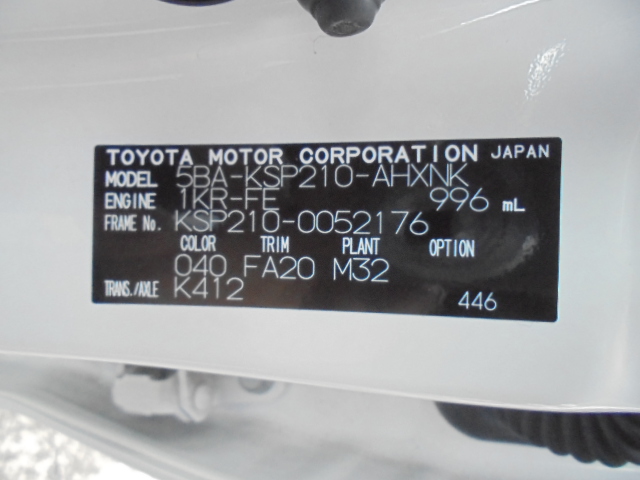 TOYOTA MOTOR CORPORATION JAPAN
MODEL 5BA-KSP210-AHXNK
ENGINE 1KR-FE 996 mL
FRAME No. KSP210-0052176
COLOR TRIM PLANT OPTION
040 FA20 M32
TRANS./AXLE K412
446